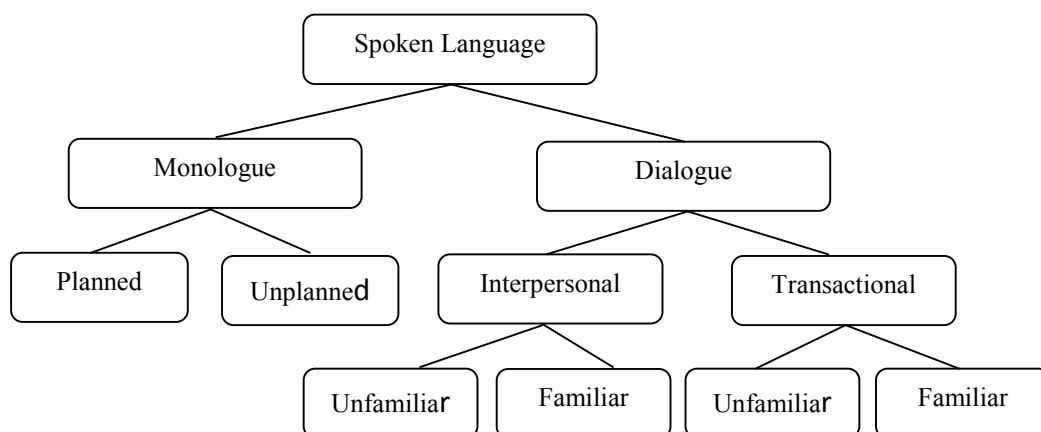 Spoken Language
Monologue
Dialogue
Planned
Unplanned
Interpersonal
Transactional
Unfamiliar
Familiar
Unfamiliar
Familiar